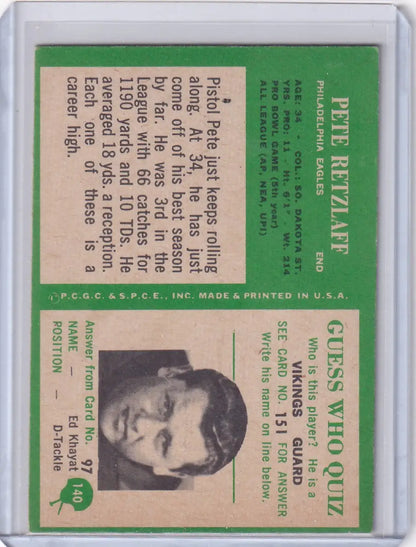 PETE RETZLAFF
PHILADELPHIA EAGLES END
AGE: 34 - COL.: SO. DAKOTA ST.
YRS. PRO: 11 - Ht. 6'1" - Wt. 214
PRO BOWL GAME (5th year)
ALL LEAGUE (AP, NEA, UPI)
Pistol Pete just keeps rolling
along. At 34, he has just
come off of his best season
by far. He was 3rd in the
League with 66 catches for
1190 yards and 10 TDs. He
averaged 18 yds. a reception.
Each one of these is a
career high.
©P.C.G.C. & S.P.C.E., INC. MADE & PRINTED IN U.S.A.
GUESS WHO QUIZ
Who is this player? He is a
VIKINGS GUARD
SEE CARD NO. 151 FOR ANSWER
Write his name on line below.
Answer from Card No. 97
NAME — Ed Khayat
POSITION — D-Tackle
140